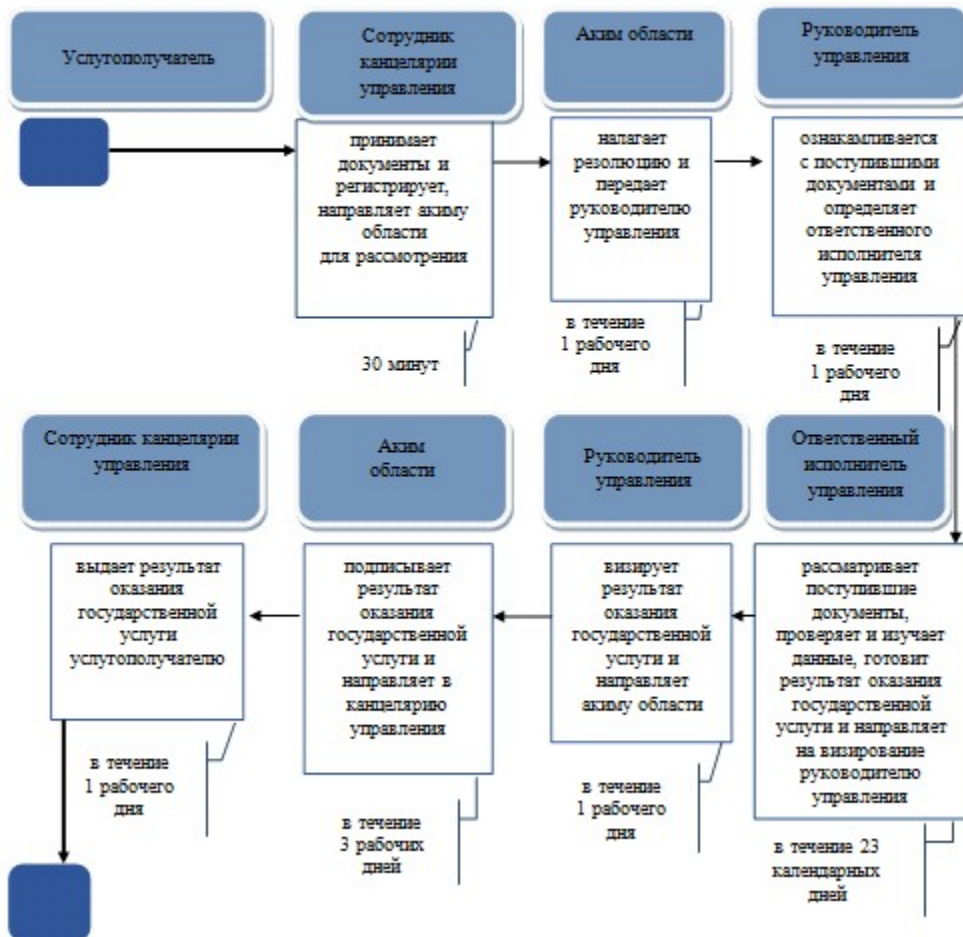 Услугополучатель
Сотрудник
канцелярии
управления
Аким области
Руководитель
управления
принимает
документы и
регистрирует,
направляет акиму
области
для рассмотрения
налагает
резолюцию и
передает
руководителю
управления
ознакамливается
с поступившими
документами и
определяет
ответственного
исполнителя
управления
30 минут
в течение
1 рабочего
дня
в течение
1 рабочего
дня
Сотрудник канцелярии
управления
Аким
области
Руководитель
управления
Ответственный
исполнитель
управления
выдает результат
оказания
государственной
услуги
услугополучателю
подписывает
результат
оказания
государственной
услуги и
направляет в
канцелярию
управления
визирует
результат
оказания
государственной
услуги и
направляет
акиму области
рассматривает
поступившие
документы,
проверяет и изучает
данные, готовит
результат оказания
государственной
услуги и направляет
на визирование
руководителю
управления
в течение
1 рабочего
дня
в течение
3 рабочих
дней
в течение
1 рабочего
дня
в течение 23
календарных
дней